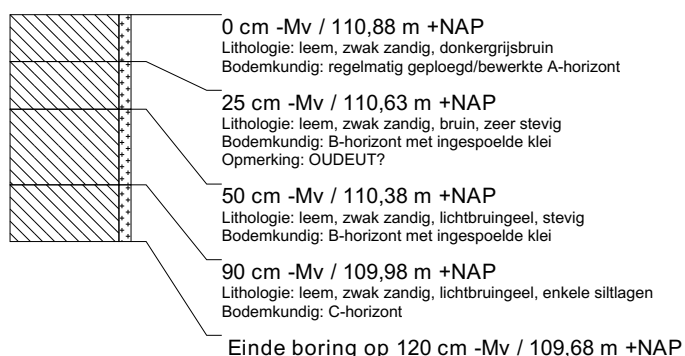 0 cm -Mv / 110,88 m +NAP
Lithologie: leem, zwak zandig, donkergrijsbruin
Bodemkundig: regelmatig geploegd/bewerkte A-horizont
25 cm -Mv / 110,63 m +NAP
Lithologie: leem, zwak zandig, bruin, zeer stevig
Bodemkundig: B-horizont met ingespoelde klei
Opmerking: OUDEUT?
50 cm -Mv / 110,38 m +NAP
Lithologie: leem, zwak zandig, lichtbruingeel, stevig
Bodemkundig: B-horizont met ingespoelde klei
90 cm -Mv / 109,98 m +NAP
Lithologie: leem, zwak zandig, lichtbruingeel, enkele siltlagen
Bodemkundig: C-horizont
Einde boring op 120 cm -Mv / 109,68 m +NAP